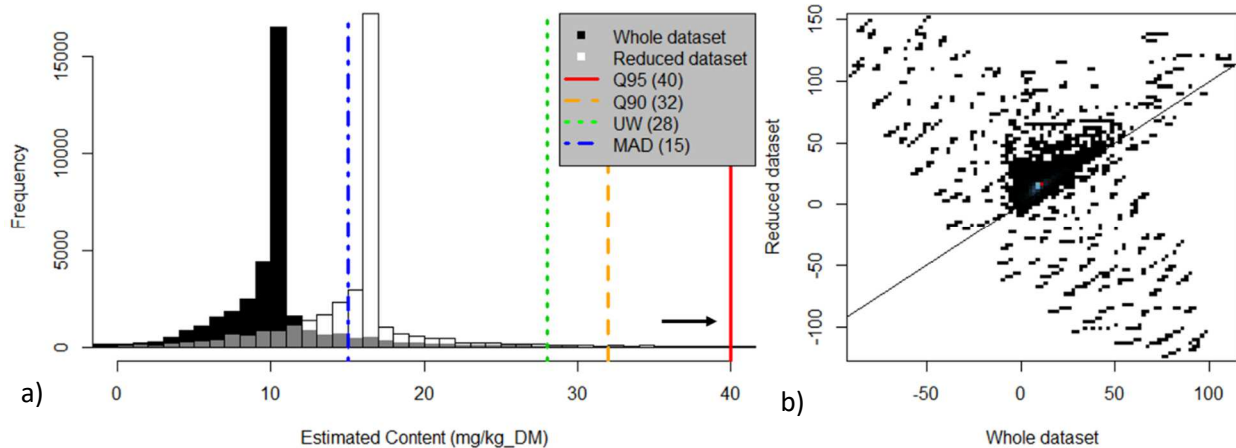 Whole dataset
Reduced dataset
Q95 (40)
Q90 (32)
UW (28)
MAD (15)
Frequency
0
5000
10000
15000
0
10
20
30
40
Estimated Content (mg/kg_DM)
a)
Reduced dataset
150
100
50
0
-50
-100
-50
0
50
100
Whole dataset
b)